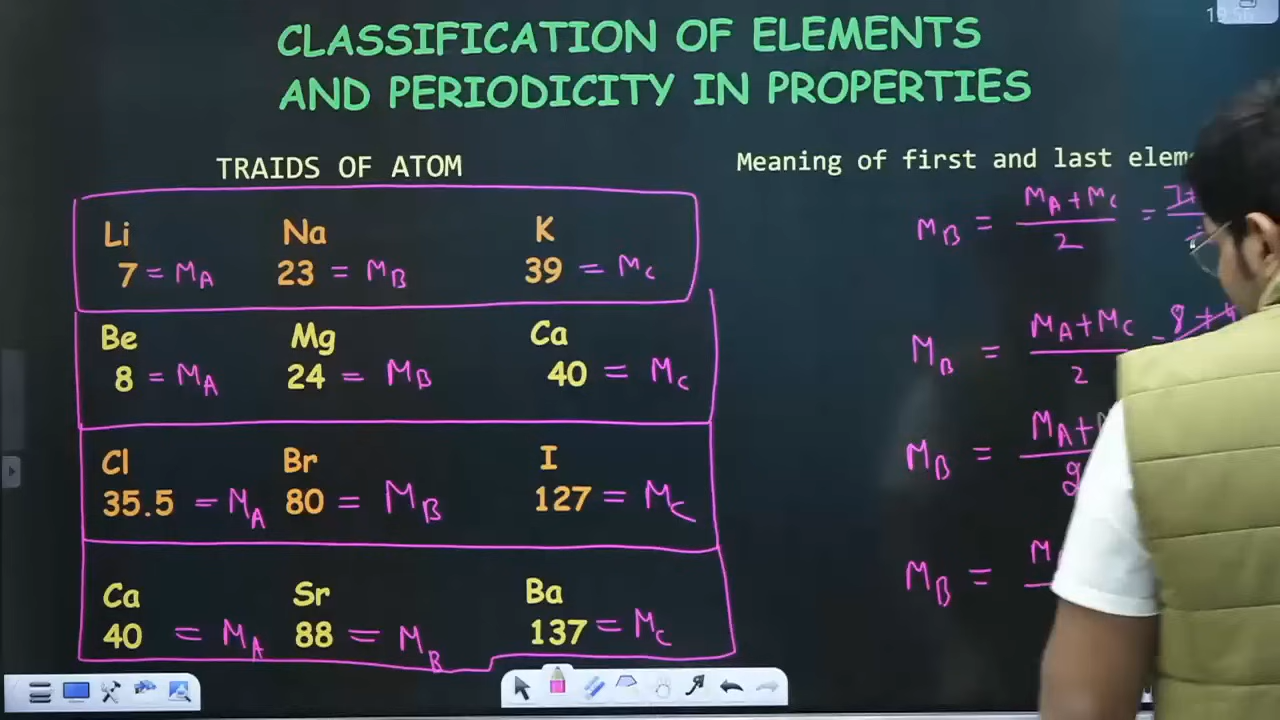 CLASSIFICATION OF ELEMENTS
AND PERIODICITY IN PROPERTIES
TRAIDS OF ATOM
Li Na K
7 = MA 23 = MB 39 = MC
Be Mg Ca
8 = MA 24 = MB 40 = MC
Cl Br I
35.5 = MA 80 = MB 127 = MC
Ca Sr Ba
40 = MA 88 = MB 137 = MC
Meaning of first and last
MB = MA + MC / 2 =
MB = MA + MC / 2 = 8 +
MB = MA + / 2
MB = M